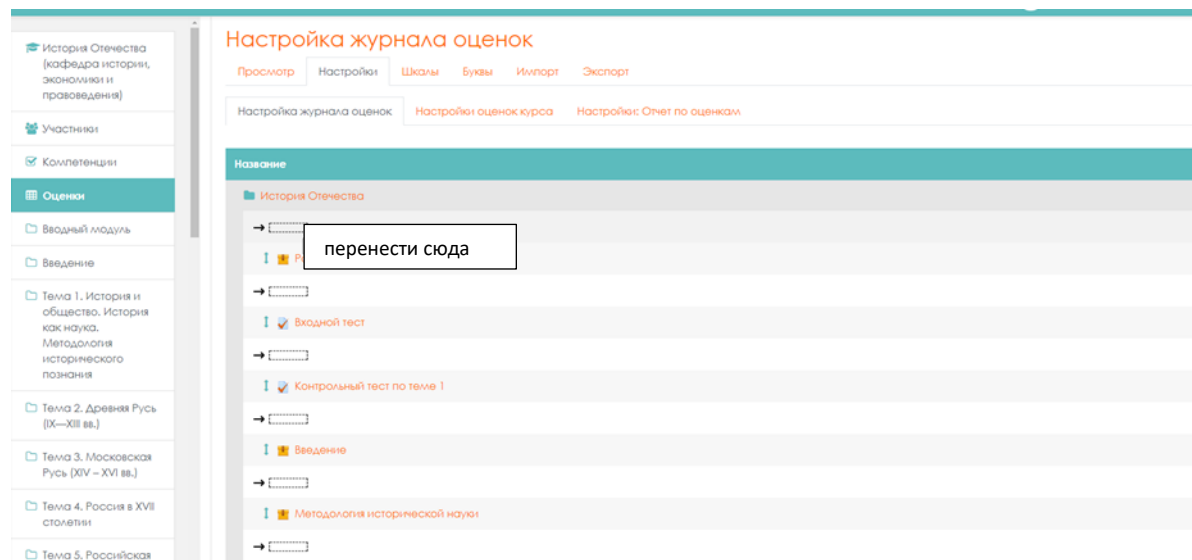 История Отечества
(кафедра истории,
экономики и
правоведения)
Участники
Компетенции
Оценки
Вводный модуль
Введение
Тема 1. История и
общество. История
как наука.
Методология
исторического
познания
Тема 2. Древняя Русь
(IX—XIII вв.)
Тема 3. Московская
Русь (XIV – XVI вв.)
Тема 4. Россия в XVII
столетии
Тема 5. Российская
Настройка журнала оценок
Просмотр Настройки Шкалы Буквы Импорт Экспорт
Настройка журнала оценок Настройки оценок курса Настройки: Отчет по оценкам
Название
История Отечества
перенести сюда
Входной тест
Контрольный тест по теме 1
Введение
Методология исторической науки